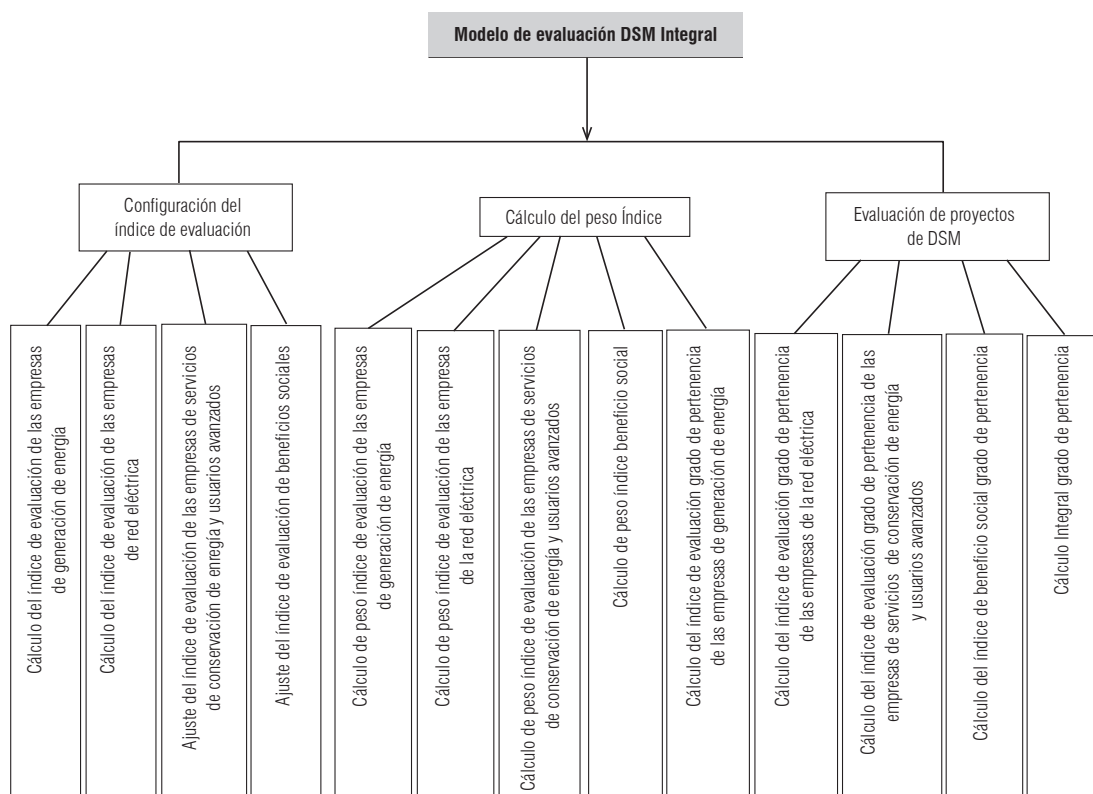 Modelo de evaluación DSM Integral
Configuración del
índice de evaluación
Cálculo del peso Índice
Evaluación de proyectos
de DSM
Cálculo del índice de evaluación de las empresas
de generación de energía
Cálculo del índice de evaluación de las empresas
de red eléctrica
Ajuste del índice de evaluación de las empresas de servicios
de conservación de enregía y usuarios avanzados
Ajuste del índice de evaluación de beneficios sociales
Cálculo de peso índice de evaluación de las empresas
de generación de energía
Cálculo de peso índice de evaluación de las empresas
de la red eléctrica
Cálculo de peso índice de evaluación de las empresas de servicios
de conservación de energía y usuarios avanzados
Cálculo de peso índice beneficio social
Cálculo del índice de evaluación grado de pertenencia
de las empresas de generación de energía
Cálculo del índice de evaluación grado de pertenencia
de las empresas de la red eléctrica
Cálculo del índice de evaluación grado de pertenencia de las
empresas de servicios de conservación de energía
y usuarios avanzados
Cálculo del índice de beneficio social grado de pertenencia
Cálculo Integral grado de pertenencia